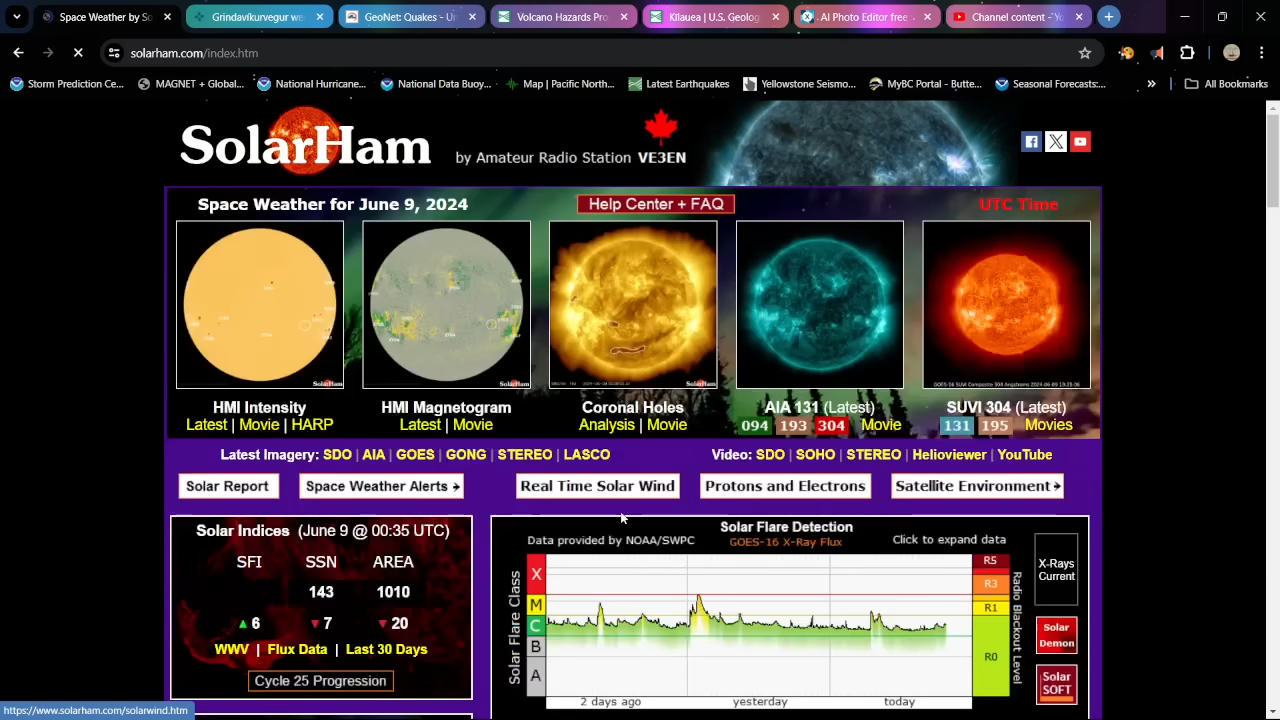 Space Weather by So
Grindavíkurvegur we
GeoNet: Quakes - Un
Volcano Hazards Pro
Kīlauea | U.S. Geolog
AI Photo Editor free
Channel content - Yo
solarham.com/index.htm
Storm Prediction Ce...
MAGNET + Global...
National Hurricane...
National Data Buoy...
Map | Pacific North...
Latest Earthquakes
Yellowstone Seismo...
MyBC Portal - Butte...
Seasonal Forecasts:...
All Bookmarks
SolarHam
by Amateur Radio Station VE3EN
Space Weather for June 9, 2024
Help Center + FAQ
UTC Time
SolarHam
SolarHam
SolarHam
HMI Intensity
Latest | Movie | HARP
HMI Magnetogram
Latest | Movie
Coronal Holes
Analysis | Movie
AIA 131 (Latest)
094 193 304 Movie
SUVI 304 (Latest)
131 195 Movies
Latest Imagery: SDO | AIA | GOES | GONG | STEREO | LASCO
Video: SDO | SOHO | STEREO | Helioviewer | YouTube
Solar Report
Space Weather Alerts
Real Time Solar Wind
Protons and Electrons
Satellite Environment
Solar Indices (June 9 @ 00:35 UTC)
SFI SSN AREA
143 1010
6 7 20
WWV | Flux Data | Last 30 Days
Cycle 25 Progression
Solar Flare Detection
Data provided by NOAA/SWPC
GOES-16 X-Ray Flux
Click to expand data
Solar Flare Class
X
M
C
B
A
R5
R3
R1
R0
Radio Blackout Level
2 days ago yesterday today
X-Rays
Current
Solar
Demon
Solar
SOFT
https://www.solarham.com/solarwind.htm